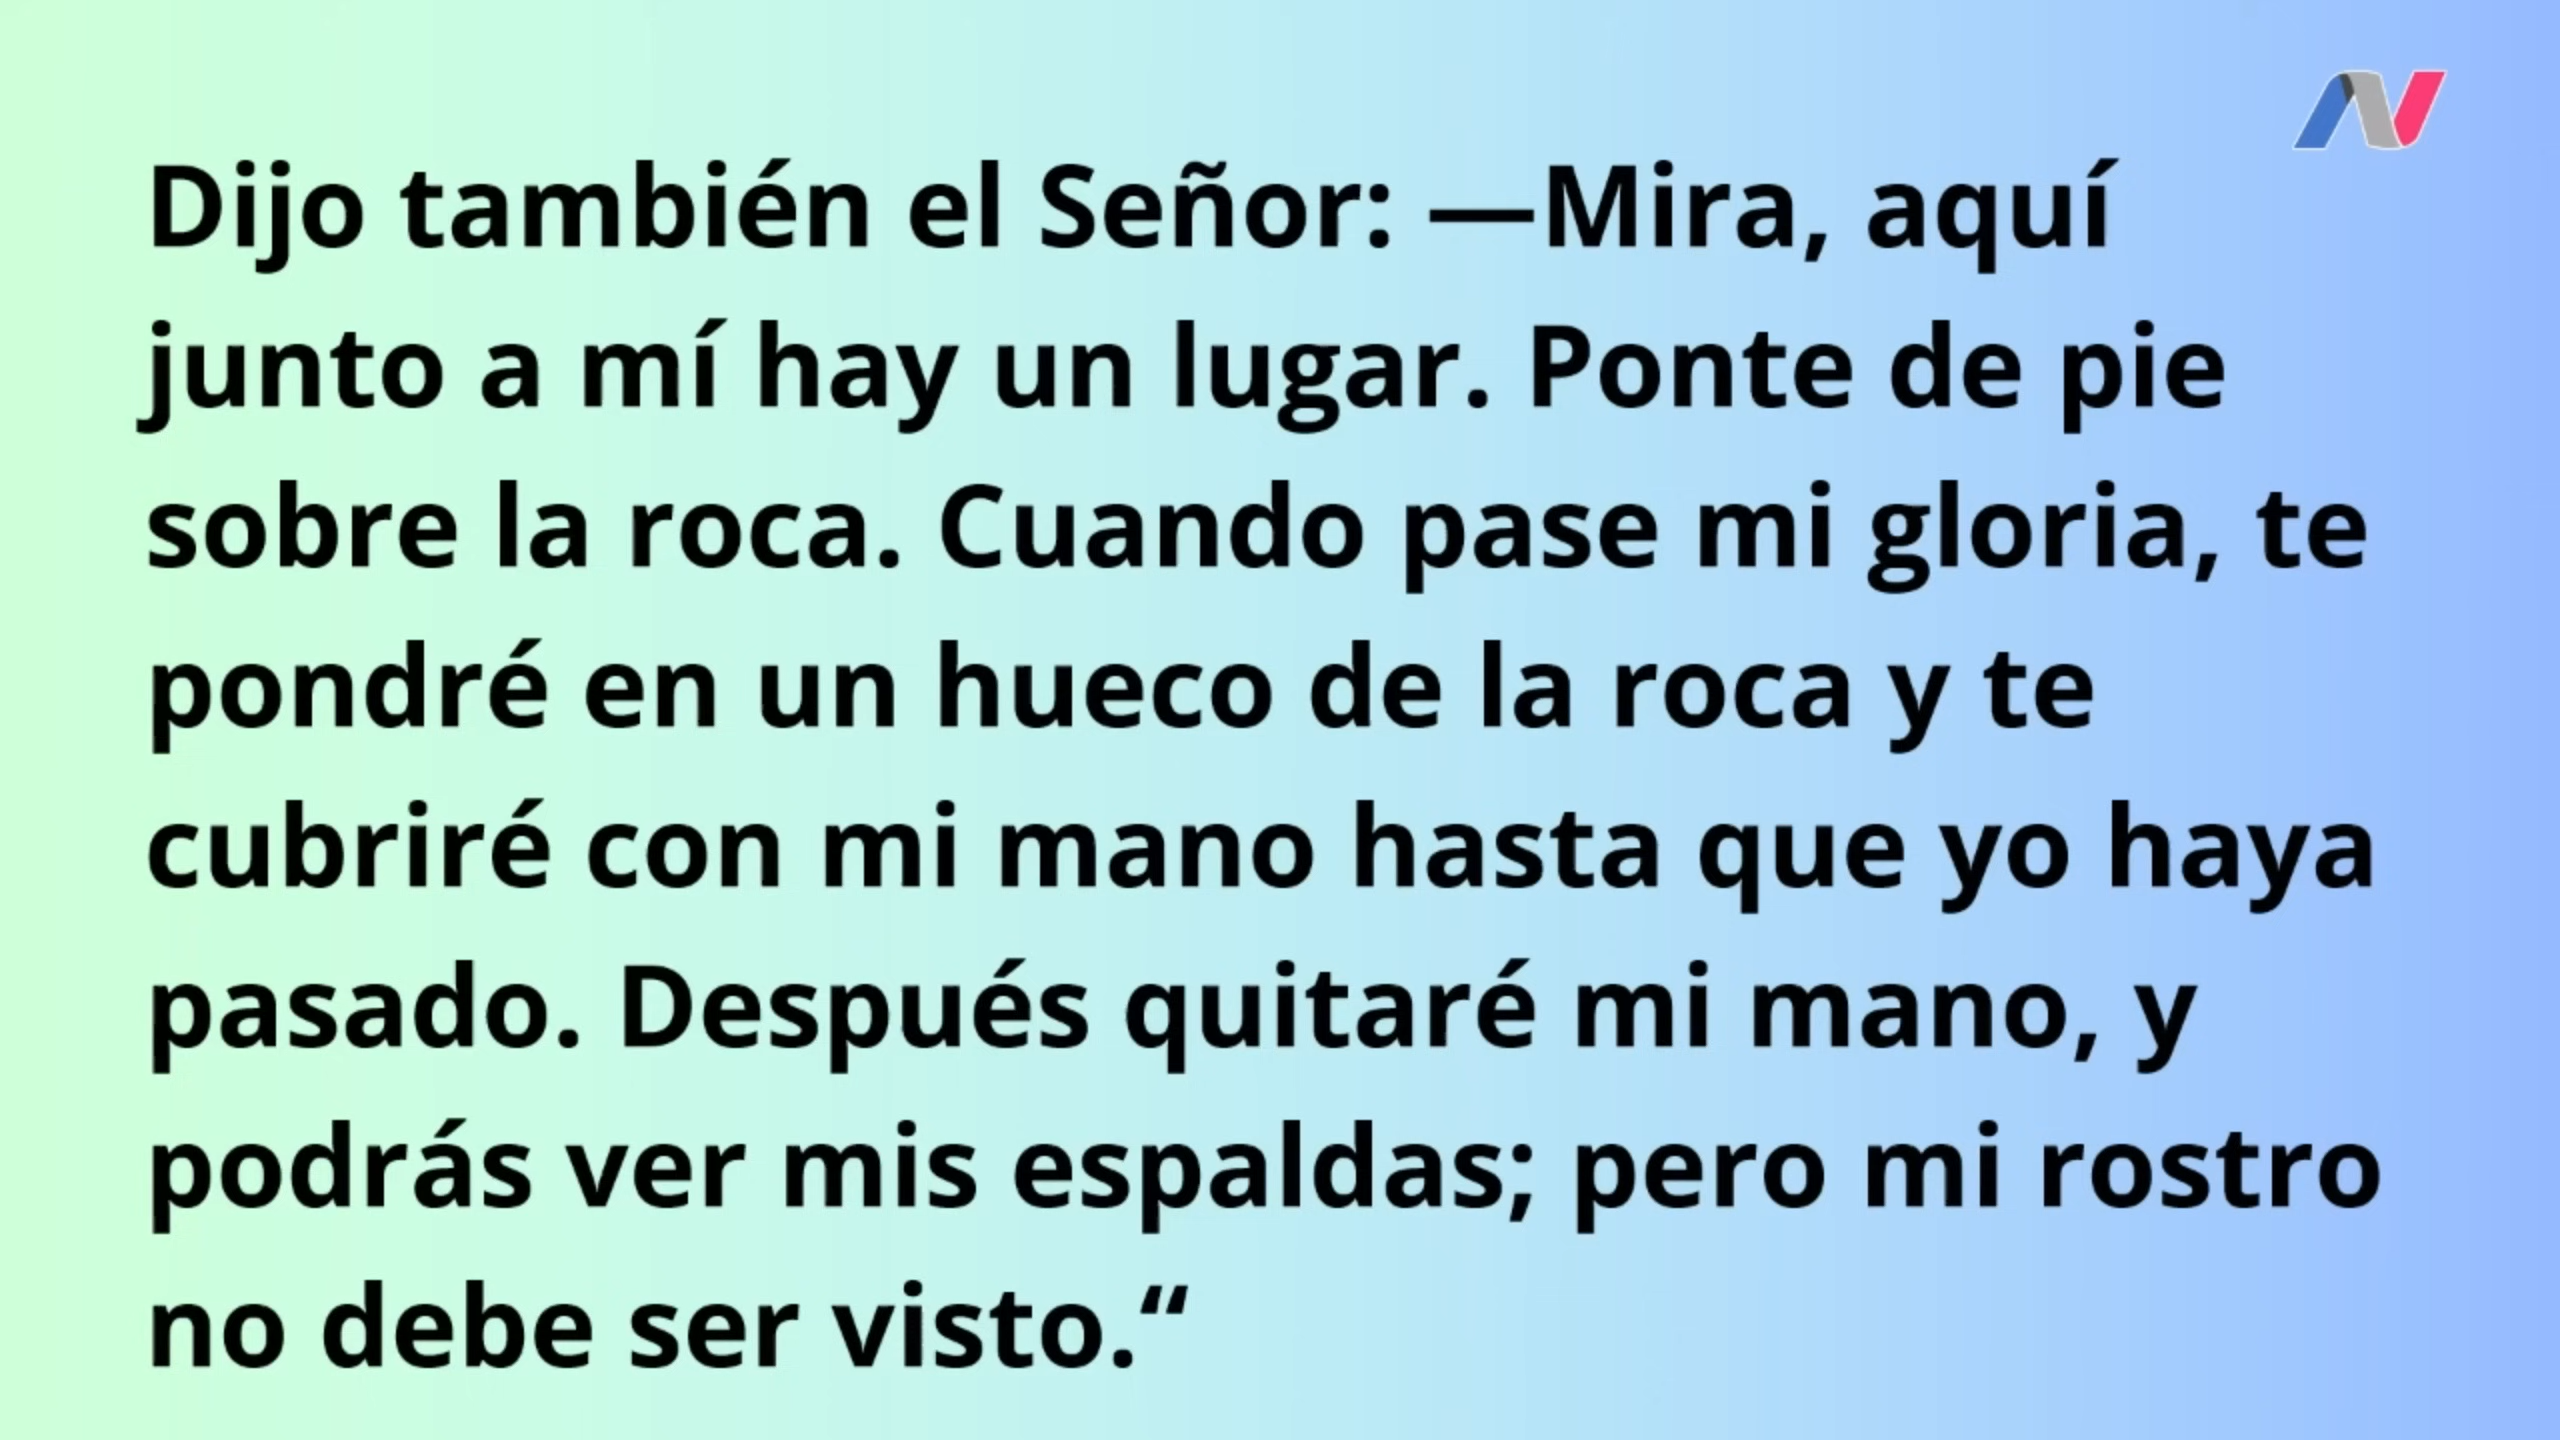 Dijo también el Señor: —Mira, aquí
junto a mí hay un lugar. Ponte de pie
sobre la roca. Cuando pase mi gloria, te
pondré en un hueco de la roca y te
cubriré con mi mano hasta que yo haya
pasado. Después quitaré mi mano, y
podrás ver mis espaldas; pero mi rostro
no debe ser visto.“